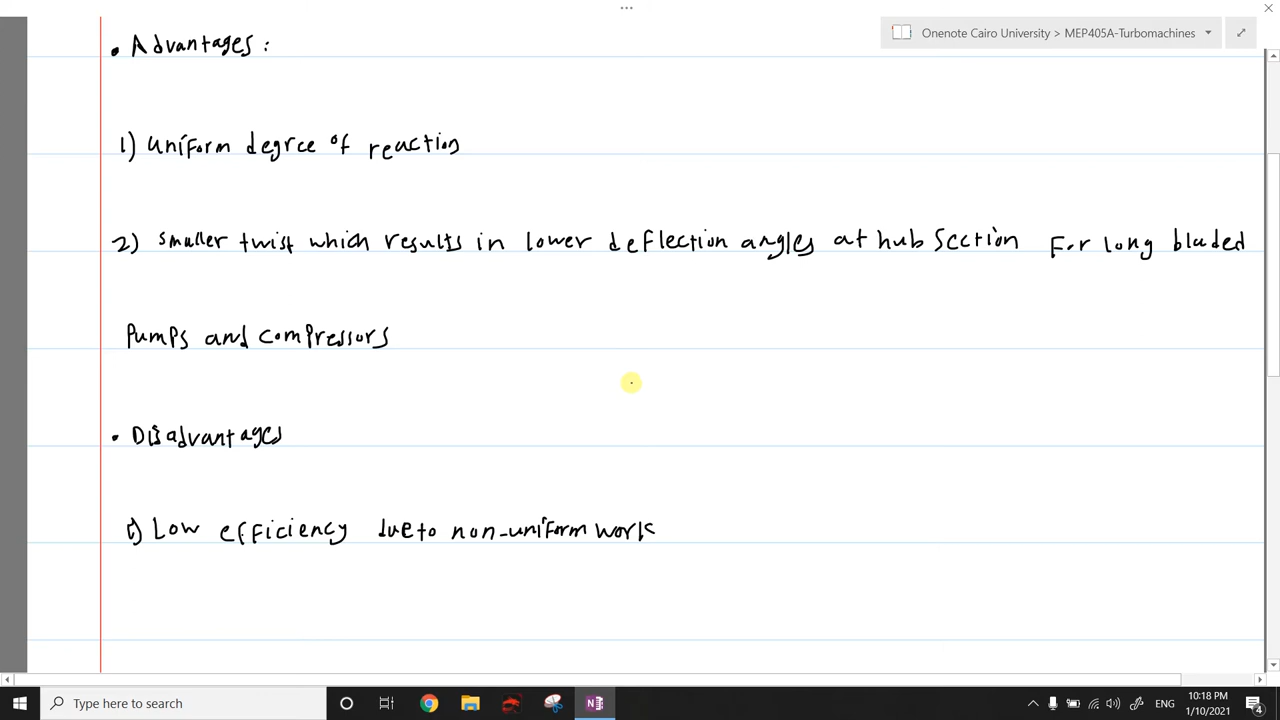 ...
Onenote Cairo University > MEP405A-Turbomachines
• Advantages:
1) Uniform degree of reaction
2) smaller twist which results in lower deflection angles at hub Section For long bladed
Pumps and compressors
• Disadvantages
1) Low efficiency due to non-uniform work
Type here to search
ENG
10:18 PM
1/10/2021
4